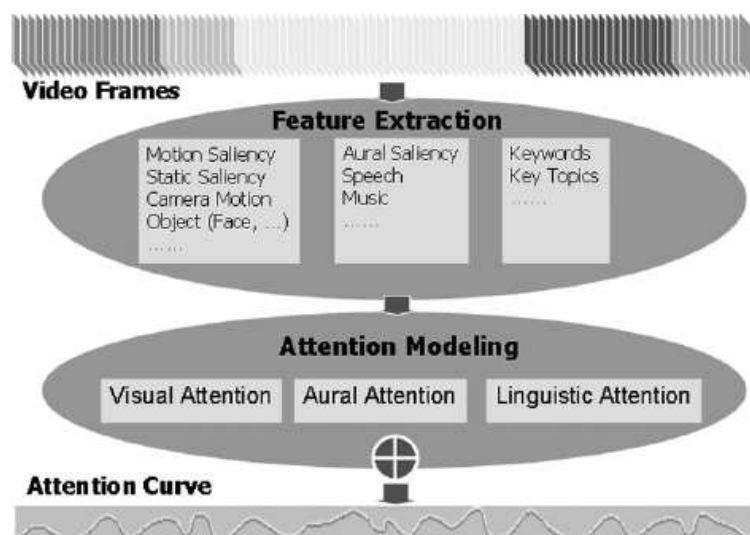 Video Frames
Feature Extraction
Motion Saliency
Static Saliency
Camera Motion
Object (Face, ...)
......
Aural Saliency
Speech
Music
......
Keywords
Key Topics
......
Attention Modeling
Visual Attention
Aural Attention
Linguistic Attention
Attention Curve